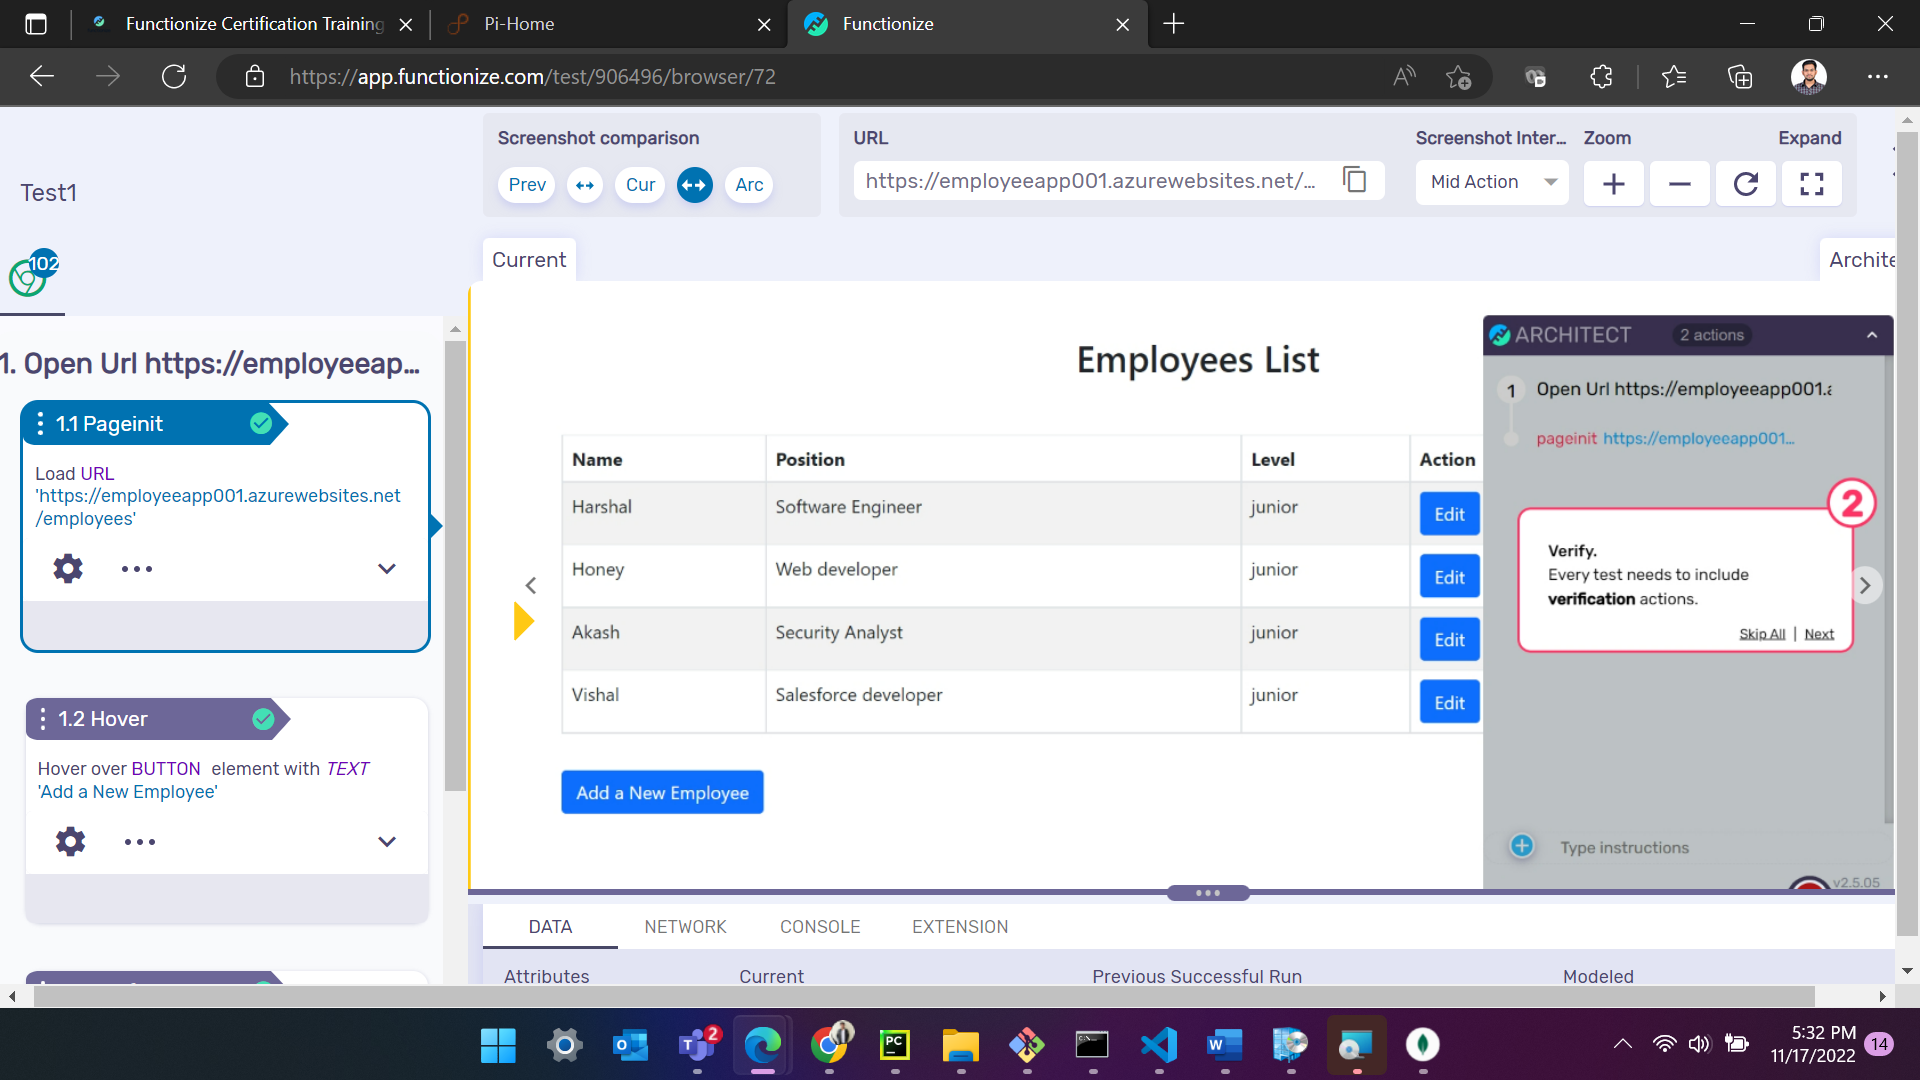 Functionize Certification Training
Pi-Home
Functionize
https://app.functionize.com/test/906496/browser/72
Test1
102
Screenshot comparison
Prev
Cur
Arc
URL
https://employeeapp001.azurewebsites.net/...
Screenshot Inter...
Mid Action
Zoom
Expand
Current
Archite
1. Open Url https://employeeap...
1.1 Pageinit
Load URL
'https://employeeapp001.azurewebsites.net
/employees'
1.2 Hover
Hover over BUTTON element with TEXT
'Add a New Employee'
Employees List
Name Position Level Action
Harshal Software Engineer junior Edit
Honey Web developer junior Edit
Akash Security Analyst junior Edit
Vishal Salesforce developer junior Edit
Add a New Employee
ARCHITECT 2 actions
1 Open Url https://employeeapp001.
pageinit https://employeeapp001...
2
Verify.
Every test needs to include
verification actions.
Skip All | Next
Type instructions
v2.5.05
DATA NETWORK CONSOLE EXTENSION
Attributes Current Previous Successful Run Modeled
2
PC
5:32 PM
11/17/2022
14